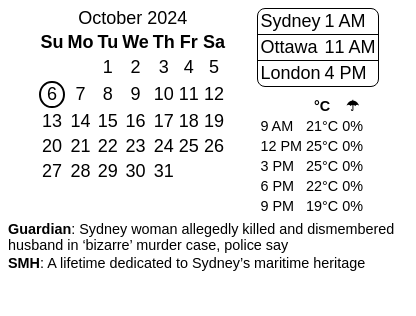 October 2024
Su Mo Tu We Th Fr Sa
1 2 3 4 5
6 7 8 9 10 11 12
13 14 15 16 17 18 19
20 21 22 23 24 25 26
27 28 29 30 31
Sydney 1 AM
Ottawa 11 AM
London 4 PM
°C ☂
9 AM 21°C 0%
12 PM 25°C 0%
3 PM 25°C 0%
6 PM 22°C 0%
9 PM 19°C 0%
Guardian: Sydney woman allegedly killed and dismembered
husband in ‘bizarre’ murder case, police say
SMH: A lifetime dedicated to Sydney’s maritime heritage